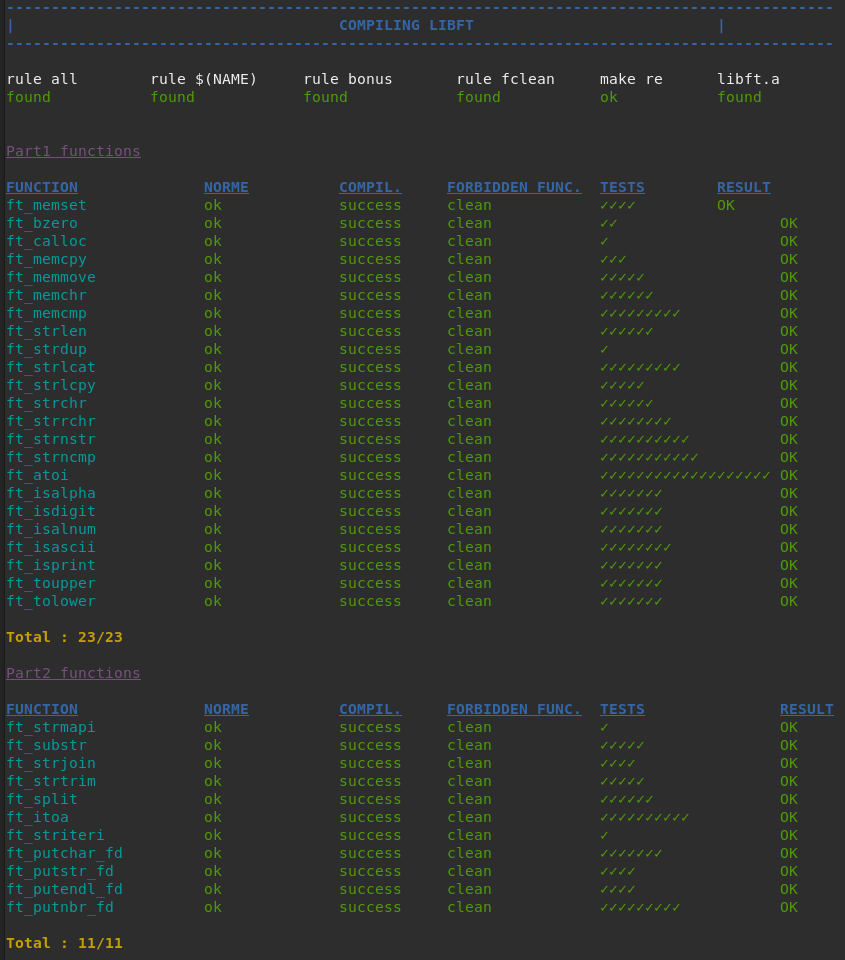 --------------------------------------------------------------------------------------------
| COMPILING LIBFT |
--------------------------------------------------------------------------------------------
rule all rule $(NAME) rule bonus rule fclean make re libft.a
found found found found ok found
Part1 functions
FUNCTION NORME COMPIL. FORBIDDEN FUNC. TESTS RESULT
ft_memset ok success clean ✓✓✓✓ OK
ft_bzero ok success clean ✓✓ OK
ft_calloc ok success clean ✓ OK
ft_memcpy ok success clean ✓✓✓ OK
ft_memmove ok success clean ✓✓✓✓✓ OK
ft_memchr ok success clean ✓✓✓✓✓✓ OK
ft_memcmp ok success clean ✓✓✓✓✓✓✓✓✓ OK
ft_strlen ok success clean ✓✓✓✓✓✓ OK
ft_strdup ok success clean ✓ OK
ft_strlcat ok success clean ✓✓✓✓✓✓✓✓✓ OK
ft_strlcpy ok success clean ✓✓✓✓✓ OK
ft_strchr ok success clean ✓✓✓✓✓✓ OK
ft_strrchr ok success clean ✓✓✓✓✓✓✓✓ OK
ft_strnstr ok success clean ✓✓✓✓✓✓✓✓✓✓ OK
ft_strncmp ok success clean ✓✓✓✓✓✓✓✓✓✓✓ OK
ft_atoi ok success clean ✓✓✓✓✓✓✓✓✓✓✓✓✓✓✓✓✓✓✓ OK
ft_isalpha ok success clean ✓✓✓✓✓✓✓ OK
ft_isdigit ok success clean ✓✓✓✓✓✓✓ OK
ft_isalnum ok success clean ✓✓✓✓✓✓✓ OK
ft_isascii ok success clean ✓✓✓✓✓✓✓✓ OK
ft_isprint ok success clean ✓✓✓✓✓✓✓ OK
ft_toupper ok success clean ✓✓✓✓✓✓✓ OK
ft_tolower ok success clean ✓✓✓✓✓✓✓ OK
Total : 23/23
Part2 functions
FUNCTION NORME COMPIL. FORBIDDEN FUNC. TESTS RESULT
ft_strmapi ok success clean ✓ OK
ft_substr ok success clean ✓✓✓✓✓ OK
ft_strjoin ok success clean ✓✓✓✓ OK
ft_strtrim ok success clean ✓✓✓✓✓ OK
ft_split ok success clean ✓✓✓✓✓✓ OK
ft_itoa ok success clean ✓✓✓✓✓✓✓✓✓✓ OK
ft_striteri ok success clean ✓ OK
ft_putchar_fd ok success clean ✓✓✓✓✓✓✓ OK
ft_putstr_fd ok success clean ✓✓✓✓ OK
ft_putendl_fd ok success clean ✓✓✓✓ OK
ft_putnbr_fd ok success clean ✓✓✓✓✓✓✓✓✓ OK
Total : 11/11